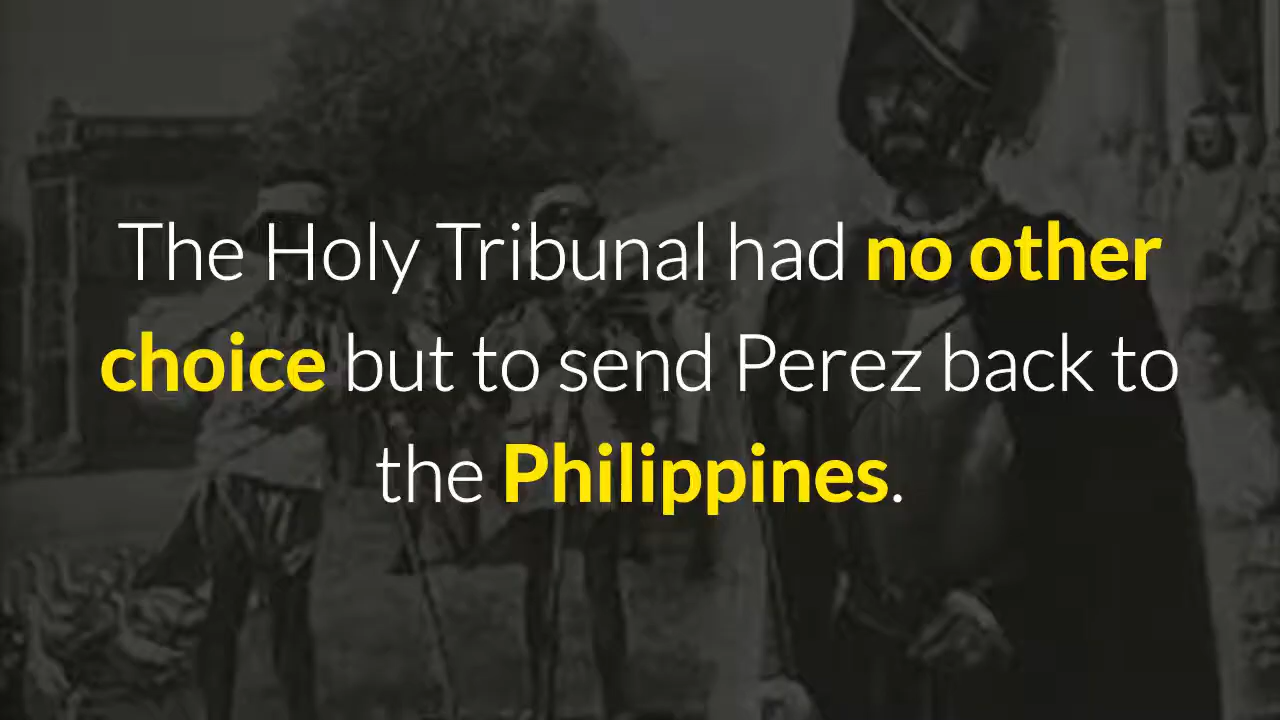 The Holy Tribunal had no other
choice but to send Perez back to
the Philippines.